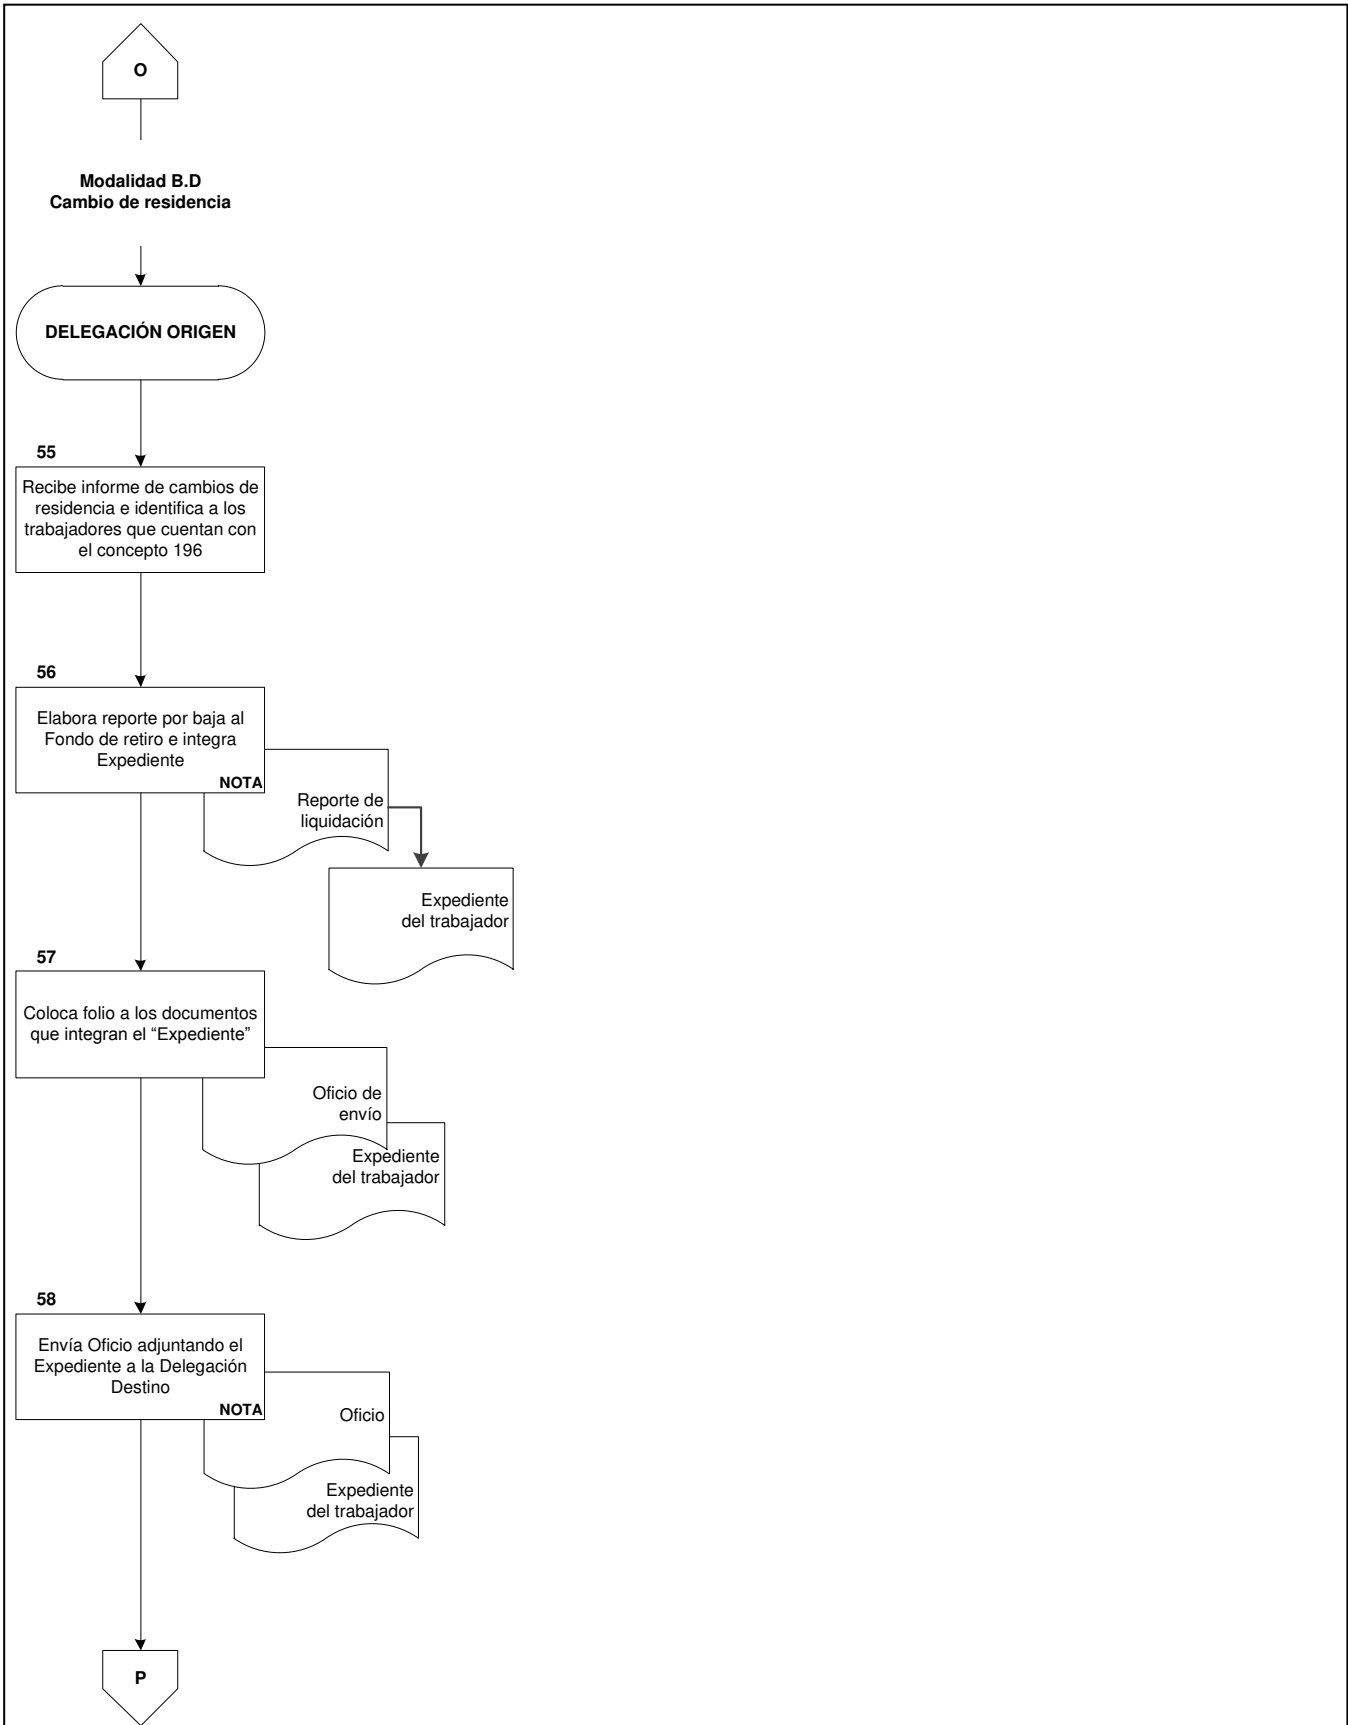 O
Modalidad B.D
Cambio de residencia
DELEGACIÓN ORIGEN
55
Recibe informe de cambios de
residencia e identifica a los
trabajadores que cuentan con
el concepto 196
56
Elabora reporte por baja al
Fondo de retiro e integra
Expediente
NOTA
Reporte de
liquidación
Expediente
del trabajador
57
Coloca folio a los documentos
que integran el “Expediente”
Oficio de
envío
Expediente
del trabajador
58
Envía Oficio adjuntando el
Expediente a la Delegación
Destino
NOTA
Oficio
Expediente
del trabajador
P